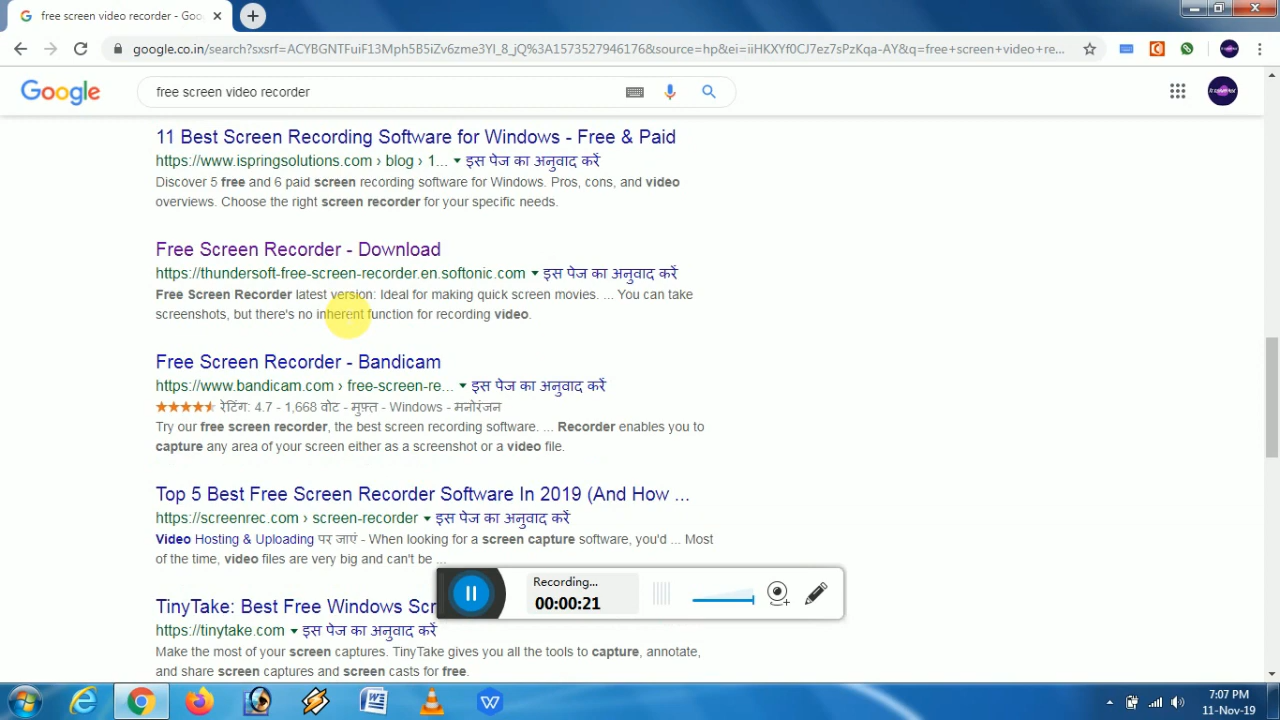 free screen video recorder - Goo
google.co.in/search?sxsrf=ACYBGNTFuiF13Mph5B5iZv6zme3Yl_8_jQ%3A1573527946176&source=hp&ei=iiHKXYf0CJ7ez7sPzKqa-AY&q=free+screen+video+re...
Google
free screen video recorder
11 Best Screen Recording Software for Windows - Free & Paid
https://www.ispringsolutions.com › blog › 1... इस पेज का अनुवाद करें
Discover 5 free and 6 paid screen recording software for Windows. Pros, cons, and video
overviews. Choose the right screen recorder for your specific needs.
Free Screen Recorder - Download
https://thundersoft-free-screen-recorder.en.softonic.com इस पेज का अनुवाद करें
Free Screen Recorder latest version: Ideal for making quick screen movies. ... You can take
screenshots, but there's no inherent function for recording video.
Free Screen Recorder - Bandicam
https://www.bandicam.com › free-screen-re... इस पेज का अनुवाद करें
रेटिंग: 4.7 - 1,668 वोट - मुफ़्त - Windows - मनोरंजन
Try our free screen recorder, the best screen recording software. ... Recorder enables you to
capture any area of your screen either as a screenshot or a video file.
Top 5 Best Free Screen Recorder Software In 2019 (And How ...
https://screenrec.com › screen-recorder इस पेज का अनुवाद करें
Video Hosting & Uploading पर जाएं - When looking for a screen capture software, you'd ... Most
of the time, video files are very big and can't be ...
Recording...
00:00:21
TinyTake: Best Free Windows Scr
https://tinytake.com इस पेज का अनुवाद करें
Make the most of your screen captures. TinyTake gives you all the tools to capture, annotate,
and share screen captures and screen casts for free.
7:07 PM
11-Nov-19